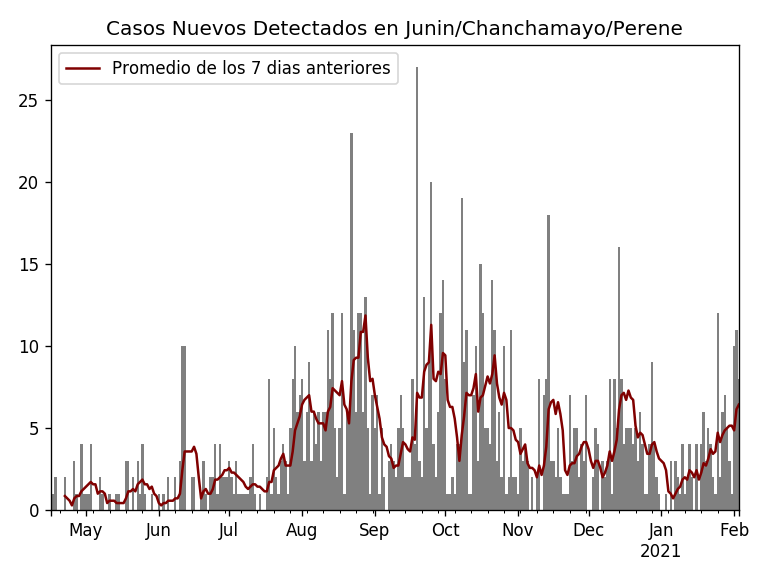 Casos Nuevos Detectados en Junin/Chanchamayo/Perene
Promedio de los 7 dias anteriores
25
20
15
10
5
0
May Jun Jul Aug Sep Oct Nov Dec Jan Feb
2021